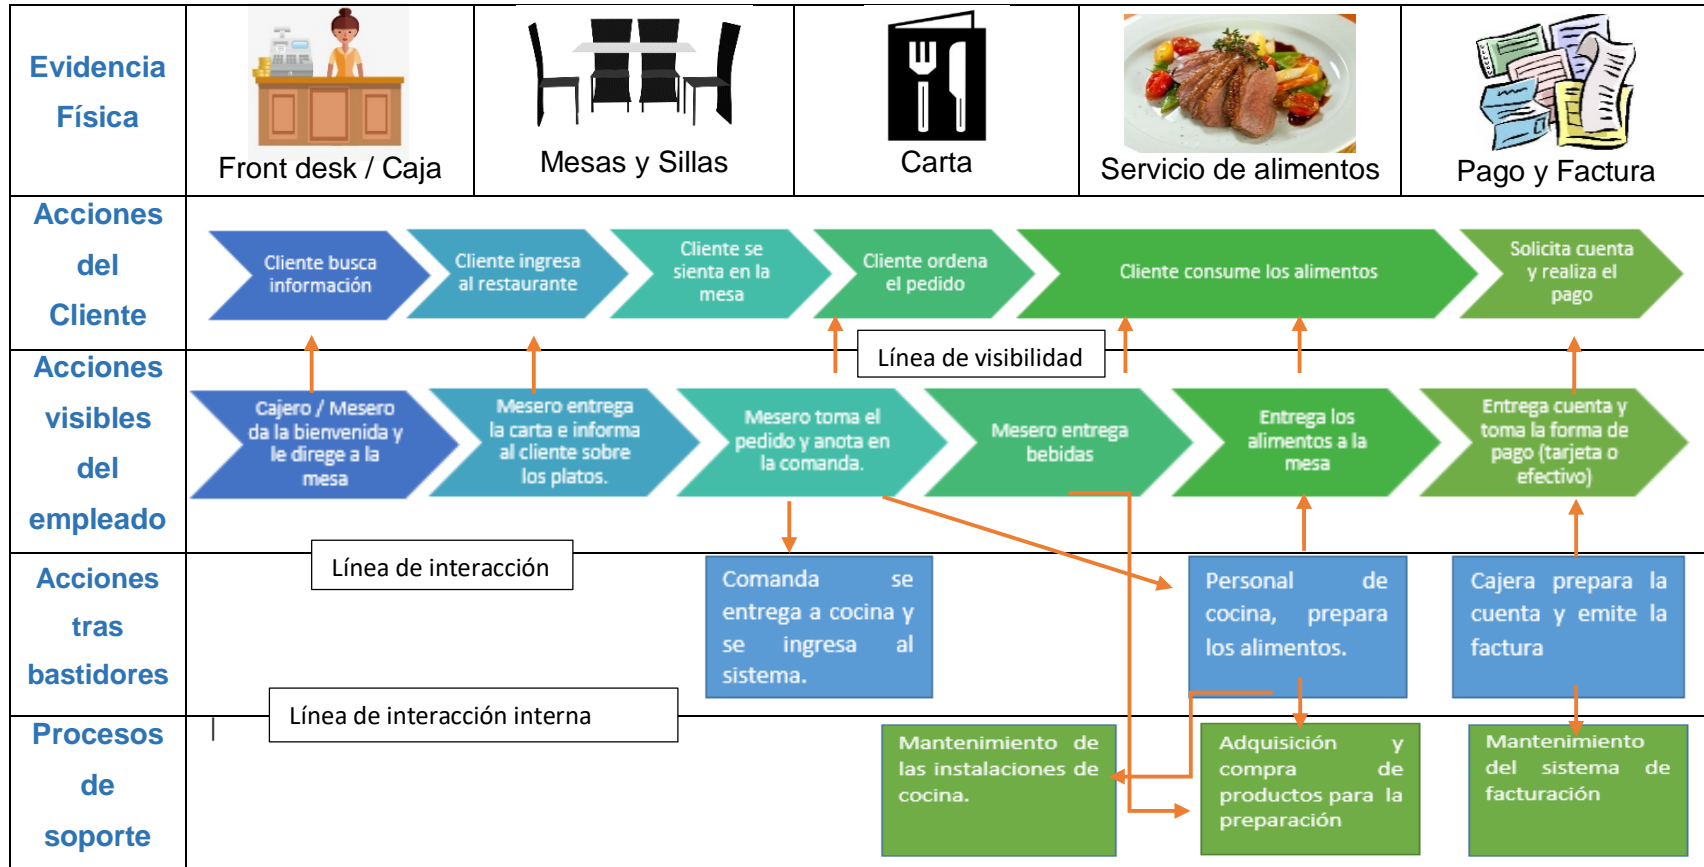 Evidencia
Física
Front desk / Caja
Mesas y Sillas
Carta
Servicio de alimentos
Pago y Factura
Acciones
del
Cliente
Cliente busca
información
Cliente ingresa
al restaurante
Cliente se
sienta en la
mesa
Cliente ordena
el pedido
Cliente consume los alimentos
Solicita cuenta
y realiza el
pago
Línea de visibilidad
Acciones
visibles
del
empleado
Cajero / Mesero
da la bienvenida y
le direge a la
mesa
Mesero entrega
la carta e informa
al cliente sobre
los platos.
Mesero toma el
pedido y anota en
la comanda.
Mesero entrega
bebidas
Entrega los
alimentos a la
mesa
Entrega cuenta y
toma la forma de
pago (tarjeta o
efectivo)
Línea de interacción
Acciones
tras
bastidores
Comanda se
entrega a cocina y
se ingresa al
sistema.
Personal de
cocina, prepara
los alimentos.
Cajera prepara la
cuenta y emite la
factura
Línea de interacción interna
Procesos
de
soporte
Mantenimiento de
las instalaciones de
cocina.
Adquisición y
compra de
productos para la
preparación
Mantenimiento
del sistema de
facturación